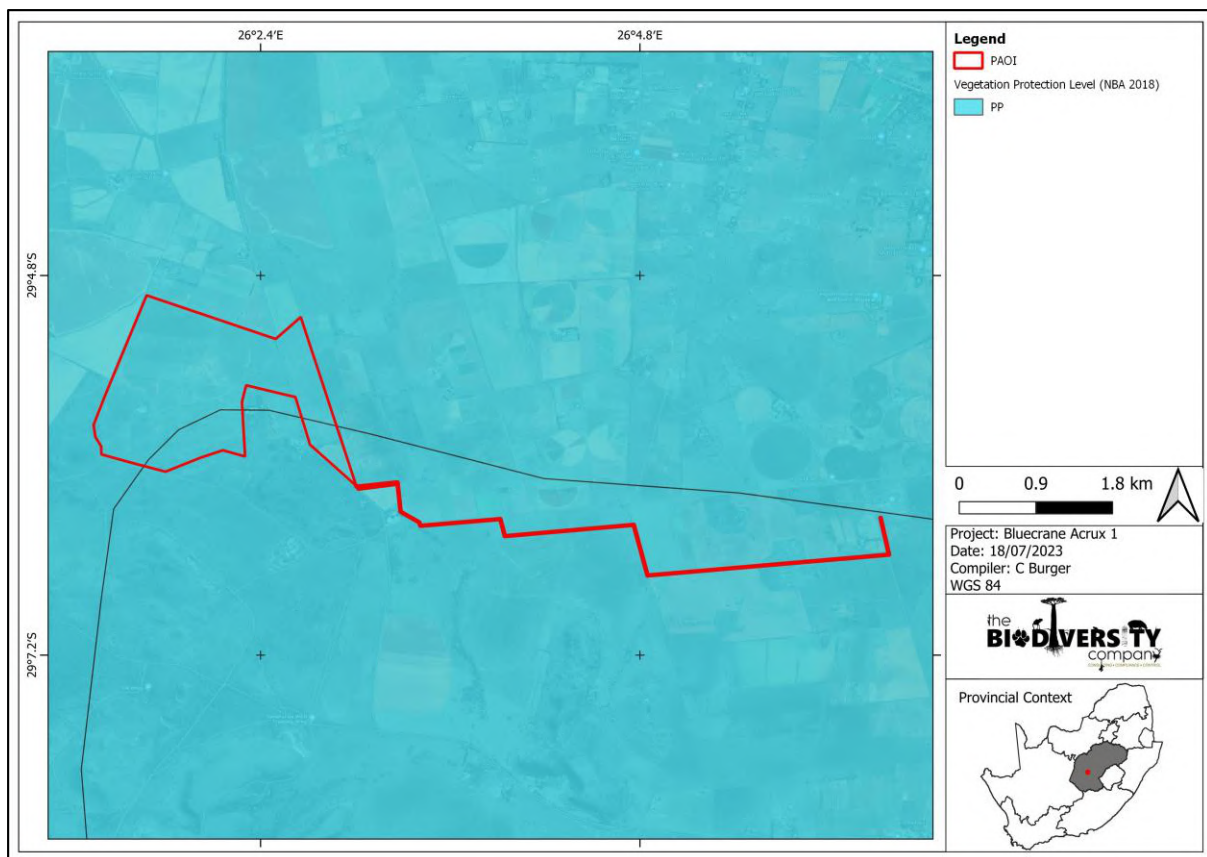 26°2.4'E
26°4.8'E
29°4.8'S
29°7.2'S
Legend
PAOI
Vegetation Protection Level (NBA 2018)
PP
0 0.9 1.8 km
Project: Bluecrane Acrux 1
Date: 18/07/2023
Compiler: C Burger
WGS 84
the
BIODIVERSITY
company
Provincial Context